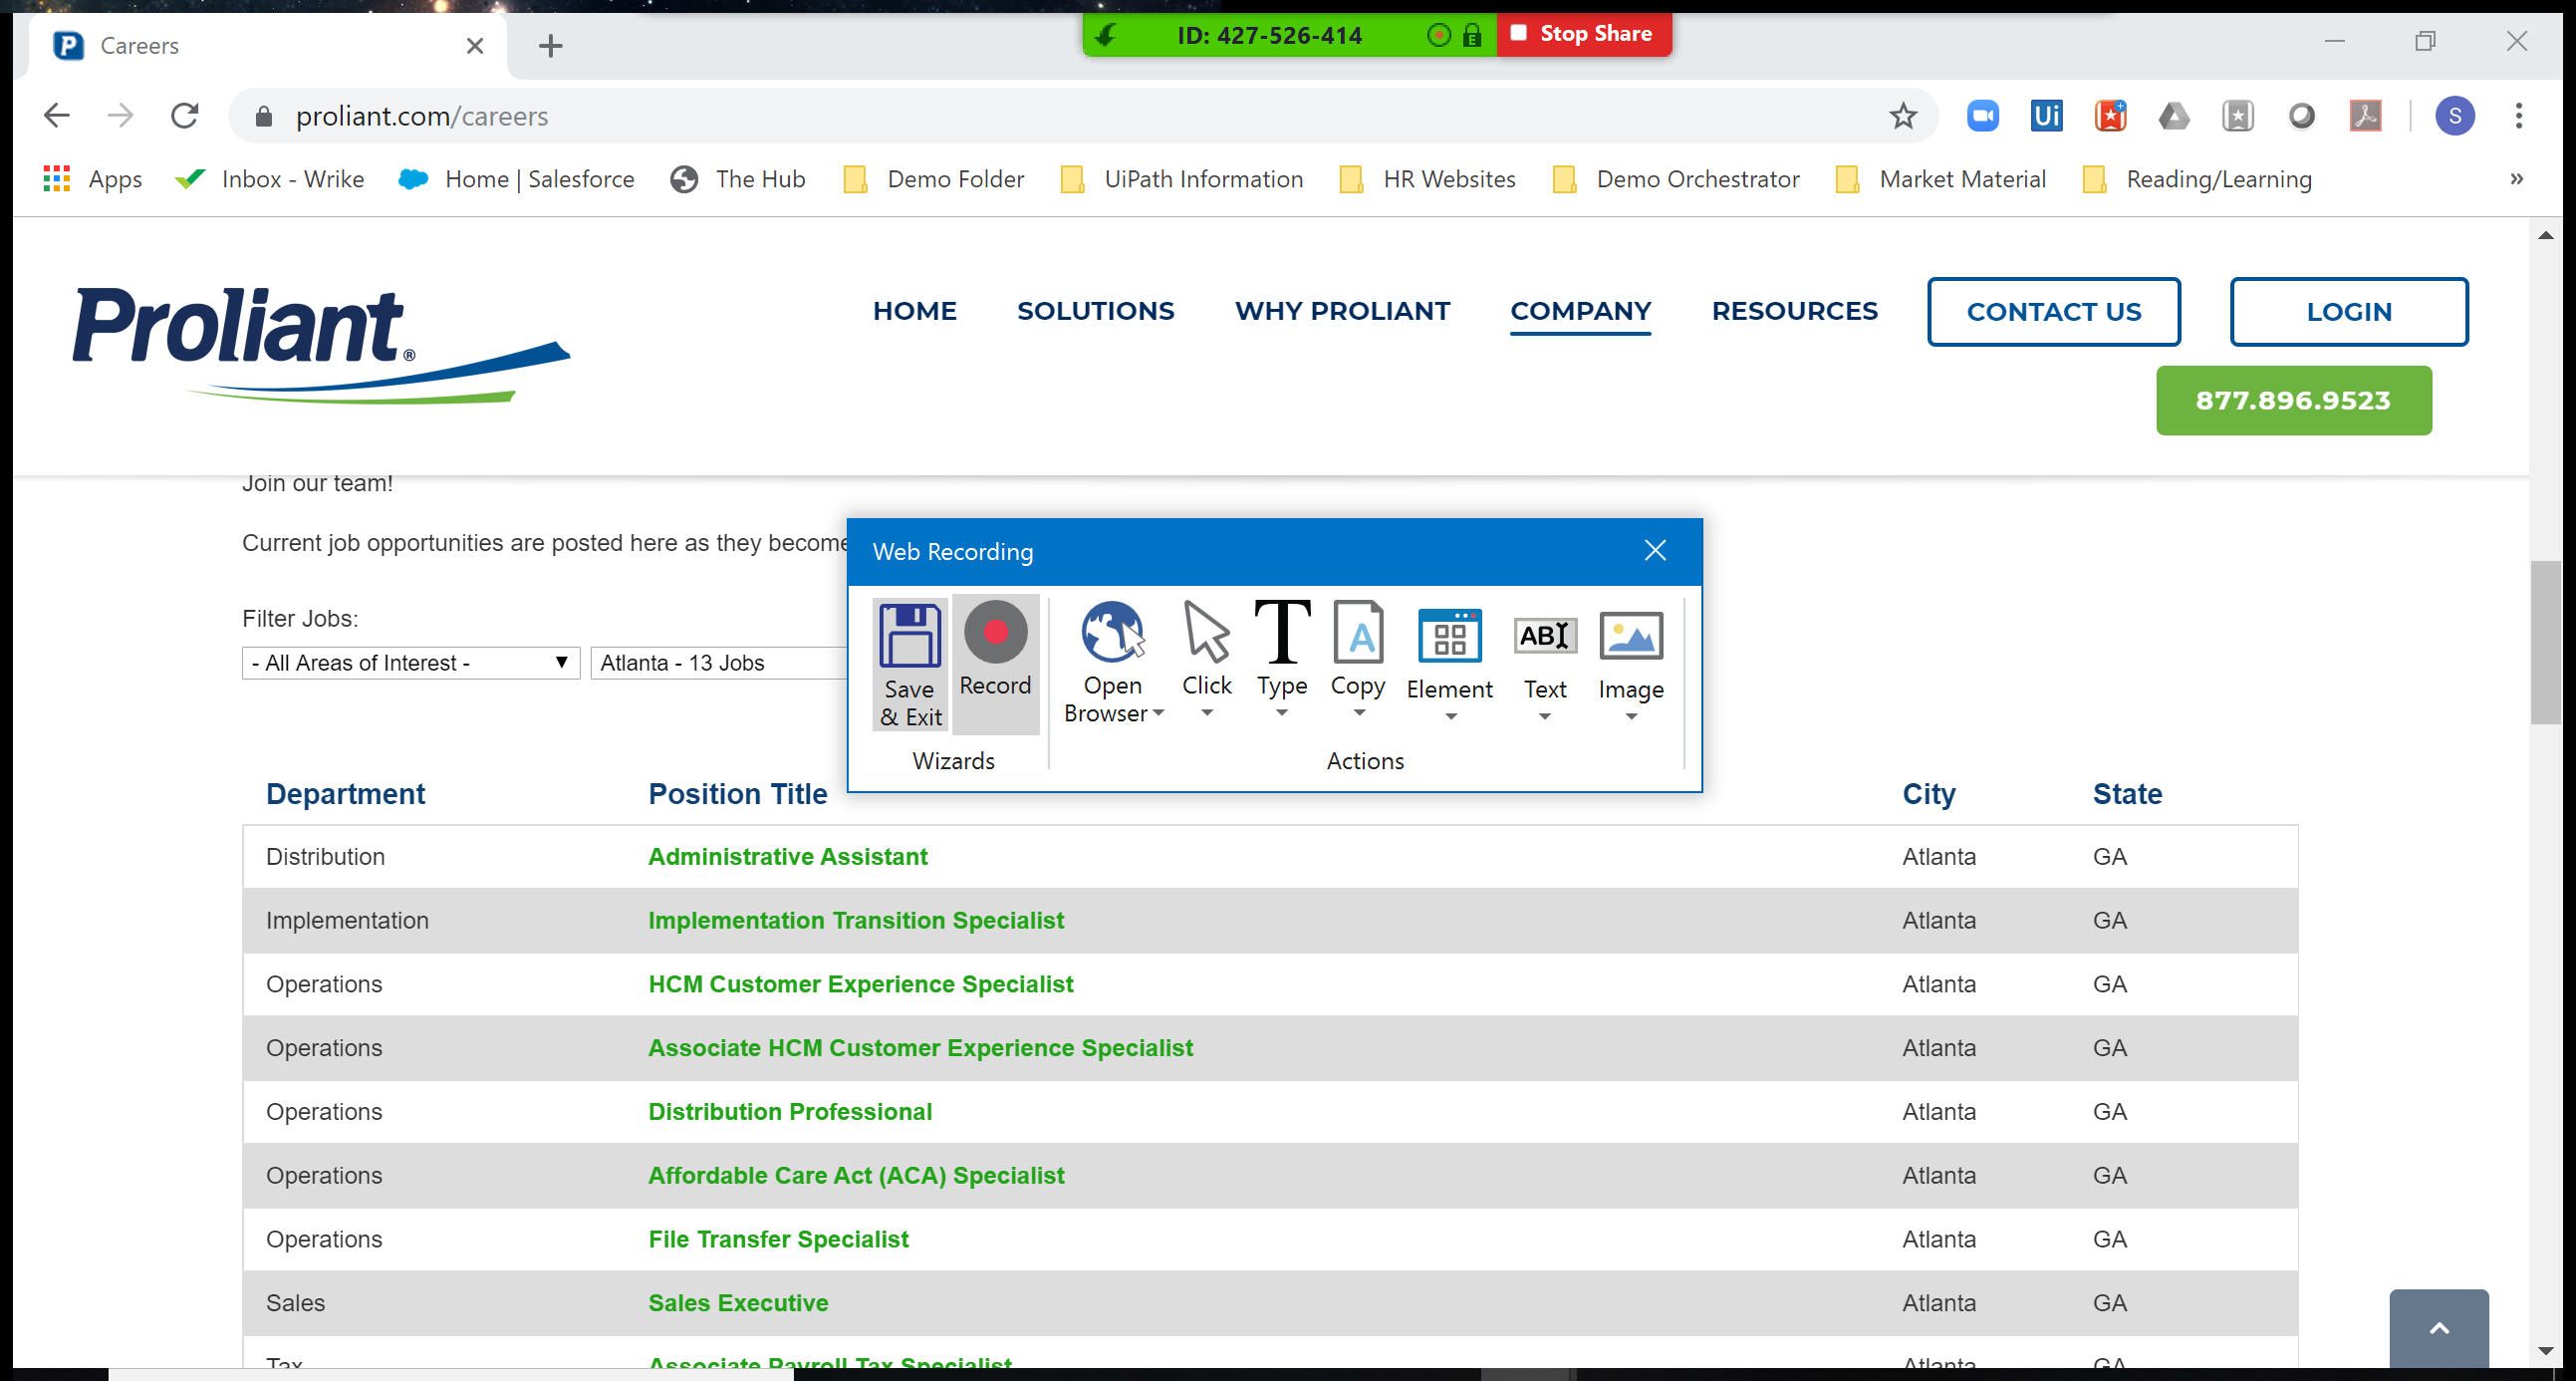 Careers
ID: 427-526-414
Stop Share
proliant.com/careers
Ui
S
Apps
Inbox - Wrike
Home | Salesforce
The Hub
Demo Folder
UiPath Information
HR Websites
Demo Orchestrator
Market Material
Reading/Learning
»
Proliant®
HOME
SOLUTIONS
WHY PROLIANT
COMPANY
RESOURCES
CONTACT US
LOGIN
877.896.9523
Join our team!
Current job opportunities are posted here as they become
Filter Jobs:
- All Areas of Interest -
Atlanta - 13 Jobs
Web Recording
Save & Exit
Record
Open Browser
Click
Type
Copy
Element
Text
Image
Wizards
Actions
Department Position Title City State
Distribution Administrative Assistant Atlanta GA
Implementation Implementation Transition Specialist Atlanta GA
Operations HCM Customer Experience Specialist Atlanta GA
Operations Associate HCM Customer Experience Specialist Atlanta GA
Operations Distribution Professional Atlanta GA
Operations Affordable Care Act (ACA) Specialist Atlanta GA
Operations File Transfer Specialist Atlanta GA
Sales Sales Executive Atlanta GA
Tax Associate Payroll Tax Specialist Atlanta GA